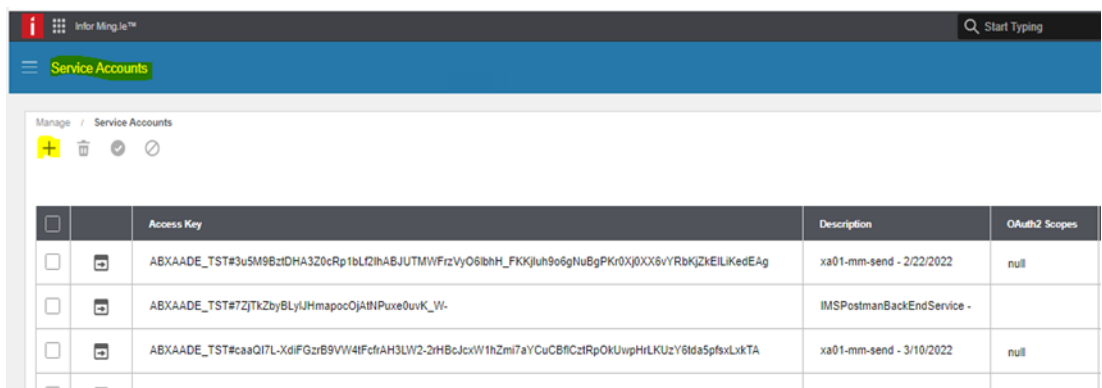 Infor Ming.le™
Start Typing
Service Accounts
Manage / Service Accounts
Access Key Description OAuth2 Scopes
ABXAADE_TST#3u5M9BztDHA3Z0cRp1bLf2lhABJUTMWFrzVyO6lbhH_FKKjluh9o6gNuBgPKr0Xj0XX6vYRbKjZkElLiKedEAg xa01-mm-send - 2/22/2022 null
ABXAADE_TST#7ZjTkZbyBLylJHmapocOjAtNPuxe0uvK_W- IMSPostmanBackEndService -
ABXAADE_TST#caaQI7L-XdiFGzrB9VW4tFcfrAH3LW2-2rHBcJcxW1hZmi7aYCuCBflCztRpOkUwpHrLKUzY6tda5pfsxLxkTA xa01-mm-send - 3/10/2022 null